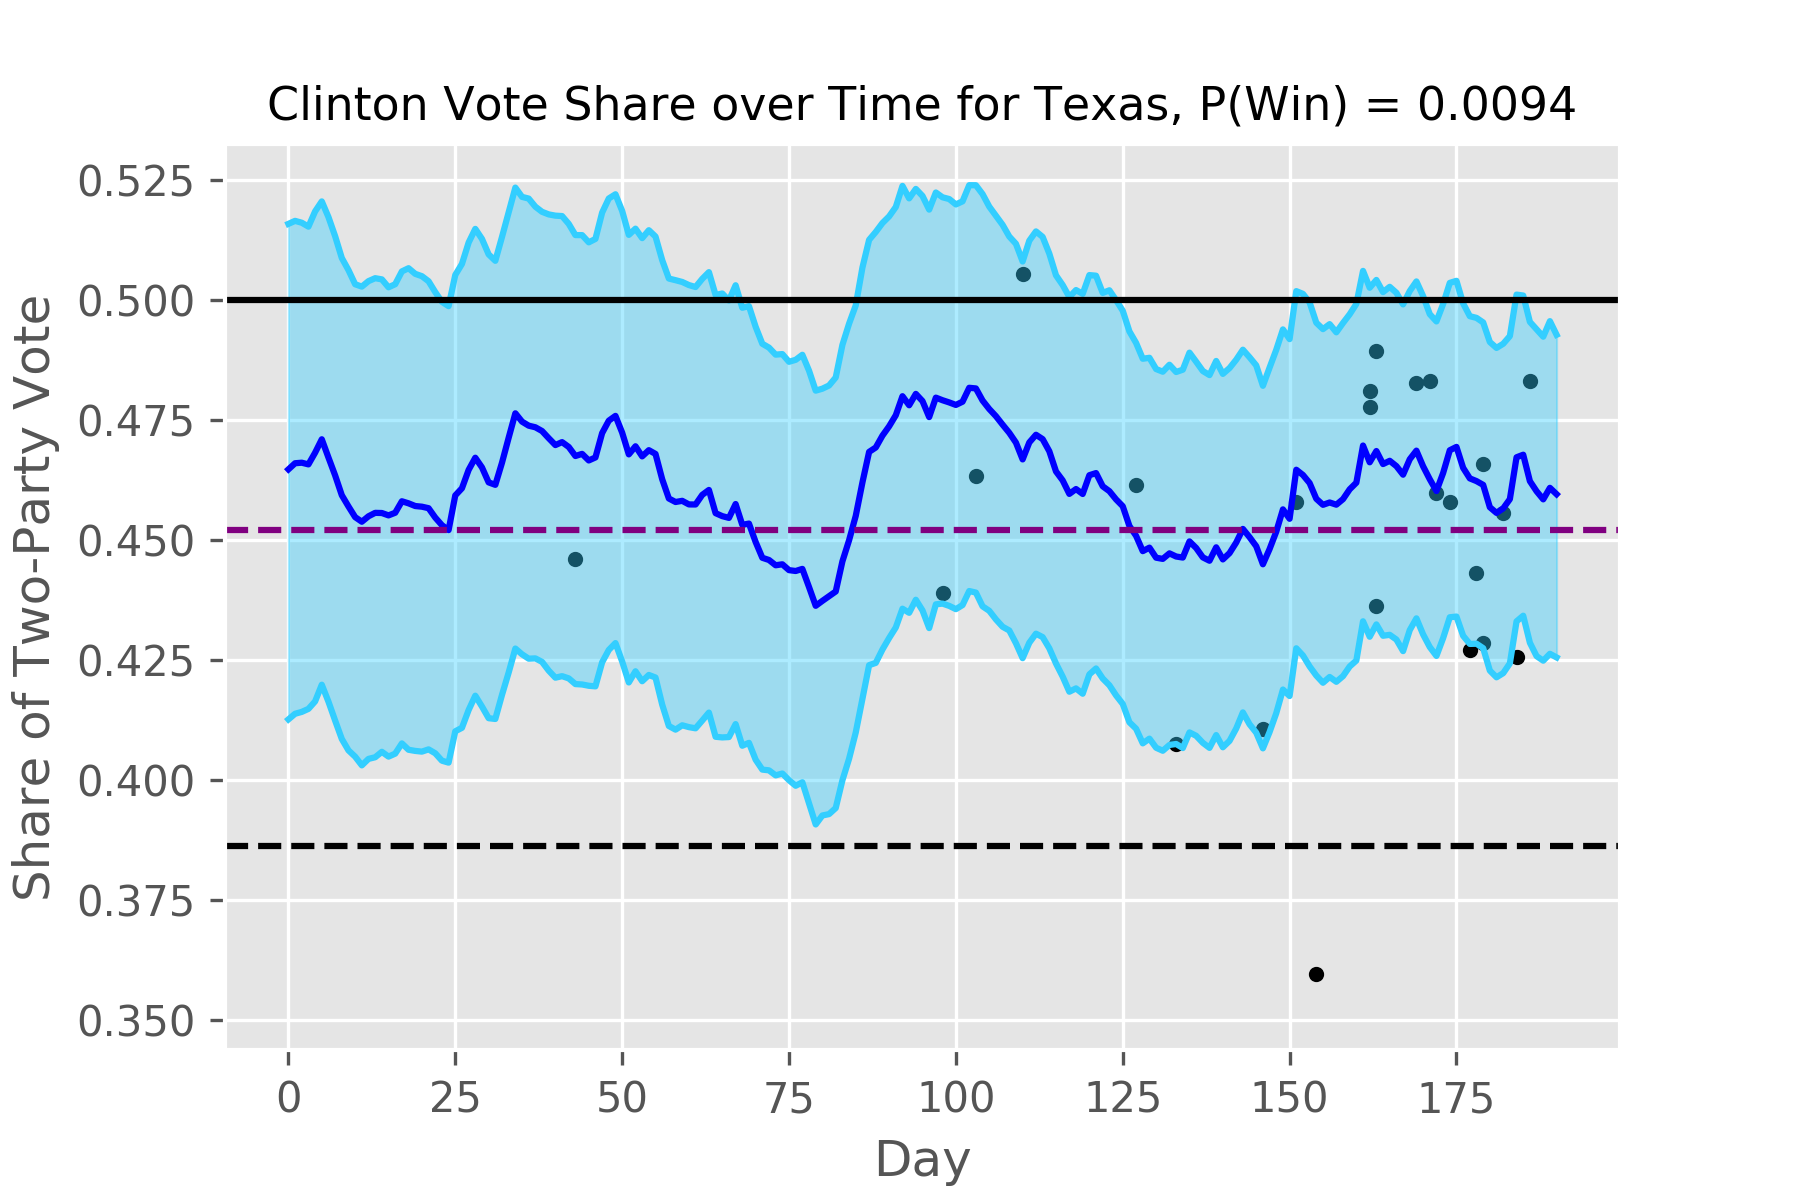 Clinton Vote Share over Time for Texas, P(Win) = 0.0094
Share of Two-Party Vote
0.525
0.500
0.475
0.450
0.425
0.400
0.375
0.350
0 25 50 75 100 125 150 175
Day